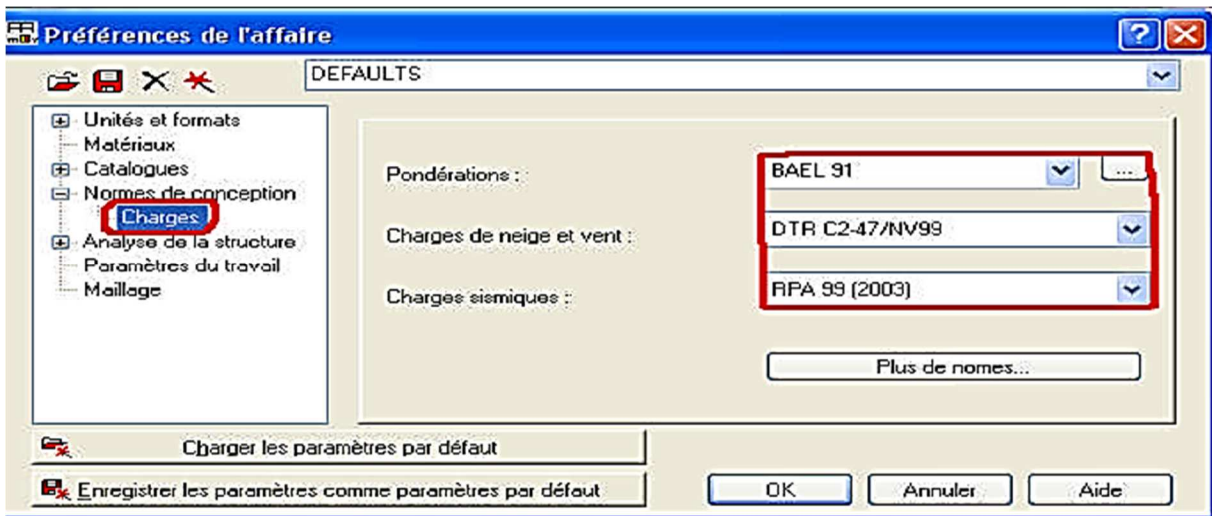 Préférences de l'affaire
DEFAULTS
Unités et formats
Matériaux
Catalogues
Normes de conception
Charges
Analyse de la structure
Paramètres du travail
Maillage
Pondérations :
BAEL 91
...
Charges de neige et vent :
DTR C2-47/NV99
Charges sismiques :
RPA 99 (2003)
Plus de nomes...
Charger les paramètres par défaut
Enregistrer les paramètres comme paramètres par défaut
OK
Annuler
Aide